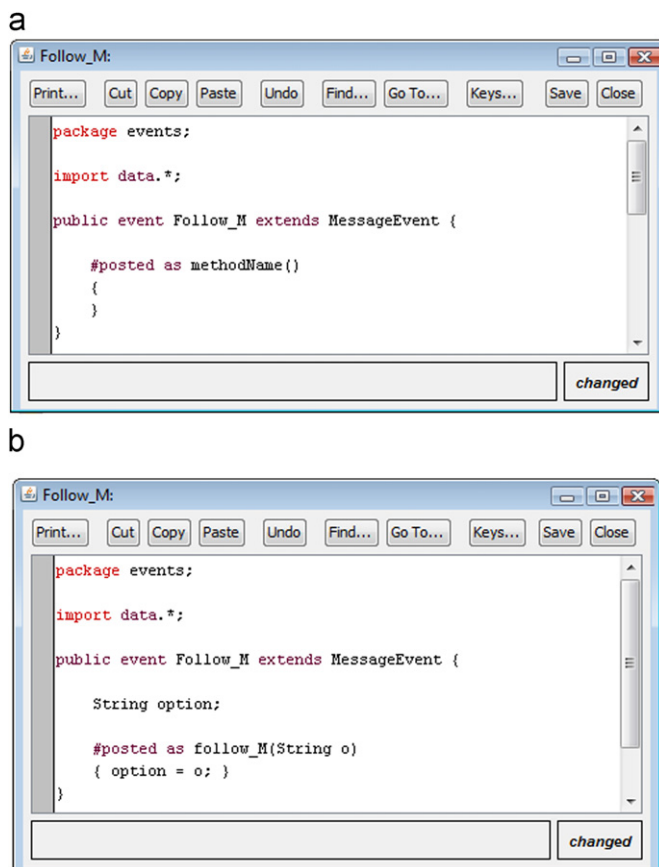 a
Follow_M:
Print... Cut Copy Paste Undo Find... Go To... Keys... Save Close
package events;
import data.*;
public event Follow_M extends MessageEvent {
#posted as methodName()
{
}
}
changed
b
Follow_M:
Print... Cut Copy Paste Undo Find... Go To... Keys... Save Close
package events;
import data.*;
public event Follow_M extends MessageEvent {
String option;
#posted as follow_M(String o)
{ option = o; }
}
changed